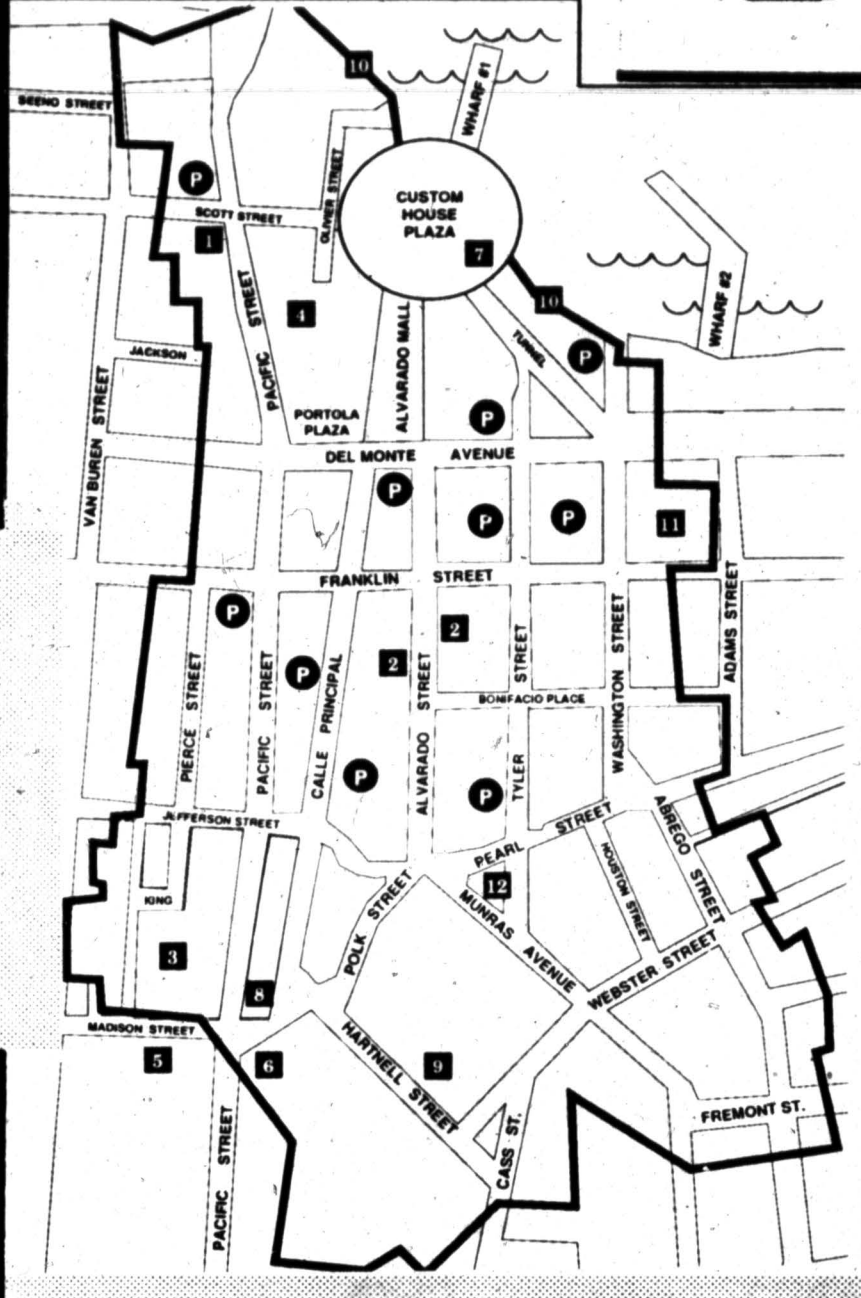 10
WHARF #1
SEENO STREET
P
OLIVIER STREET
CUSTOM
HOUSE
PLAZA
SCOTT STREET
1
7
WHARF #2
10
4
PACIFIC STREET
ALVARADO MALL
TUNNEL
P
JACKSON
VAN BUREN STREET
PORTOLA
PLAZA
P
DEL MONTE AVENUE
P
P
P
11
FRANKLIN STREET
P
2
2
P
PIERCE STREET
PACIFIC STREET
CALLE PRINCIPAL
ALVARADO STREET
TYLER STREET
WASHINGTON STREET
ADAMS STREET
BONIFACIO PLACE
P
P
JEFFERSON STREET
PEARL STREET
ABREGO STREET
HOUSTON STREET
12
KING
POLK STREET
MUNRAS AVENUE
3
8
WEBSTER STREET
MADISON STREET
5
6
HARTNELL STREET
9
FREMONT ST.
CASS ST.
PACIFIC STREET